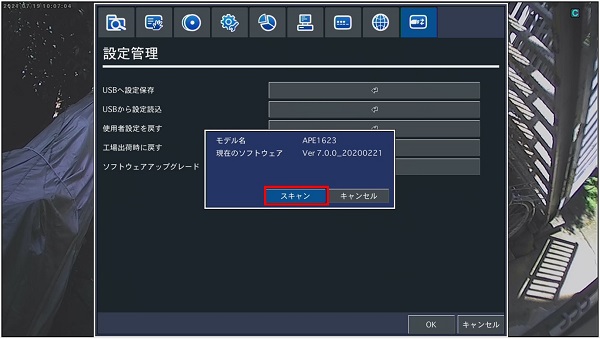 2024.07.19 10:07:04
C
設定管理
USBへ設定保存
USBから設定読込
使用者設定を戻す
工場出荷時に戻す
ソフトウェアアップグレード
モデル名 APE1623
現在のソフトウェア Ver7.0.0_20200221
スキャン キャンセル
OK キャンセル